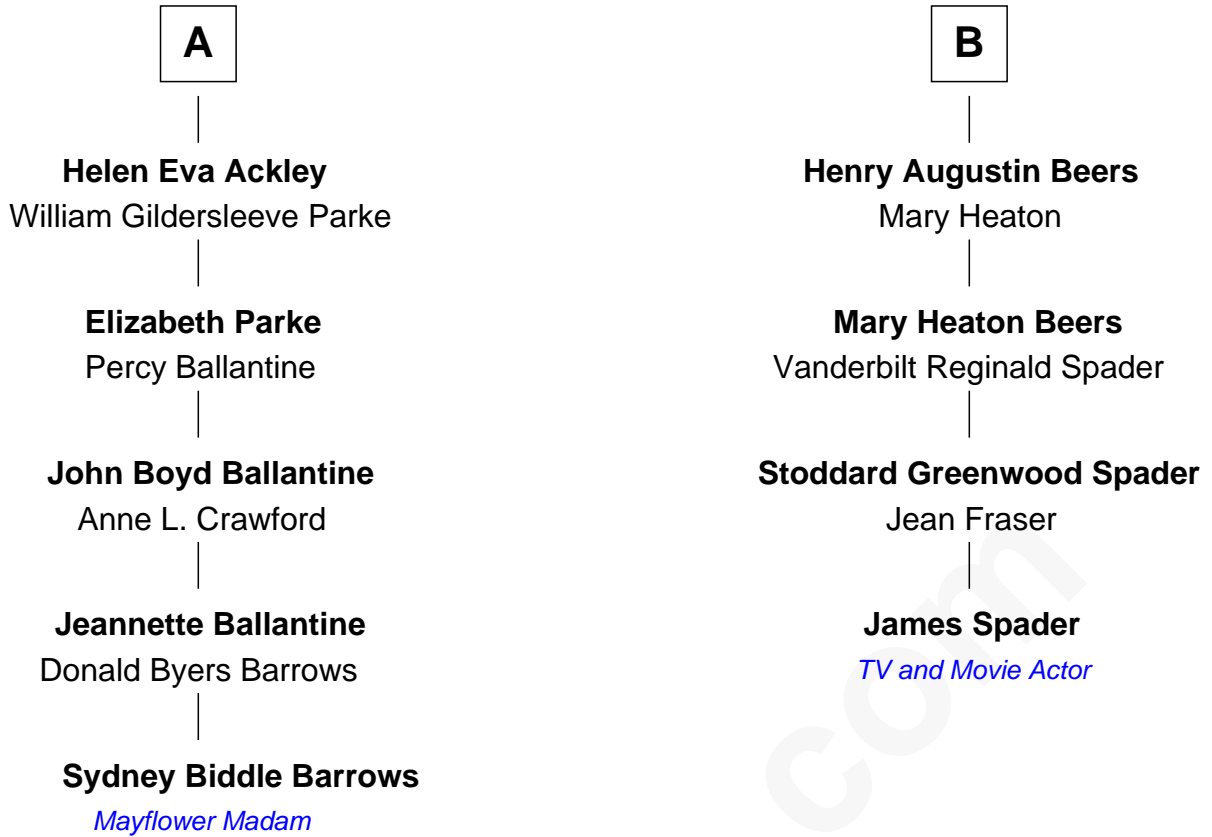 A
Helen Eva Ackley
William Gildersleeve Parke
Elizabeth Parke
Percy Ballantine
John Boyd Ballantine
Anne L. Crawford
Jeannette Ballantine
Donald Byers Barrows
Sydney Biddle Barrows
Mayflower Madam
B
Henry Augustin Beers
Mary Heaton
Mary Heaton Beers
Vanderbilt Reginald Spader
Stoddard Greenwood Spader
Jean Fraser
James Spader
TV and Movie Actor
com